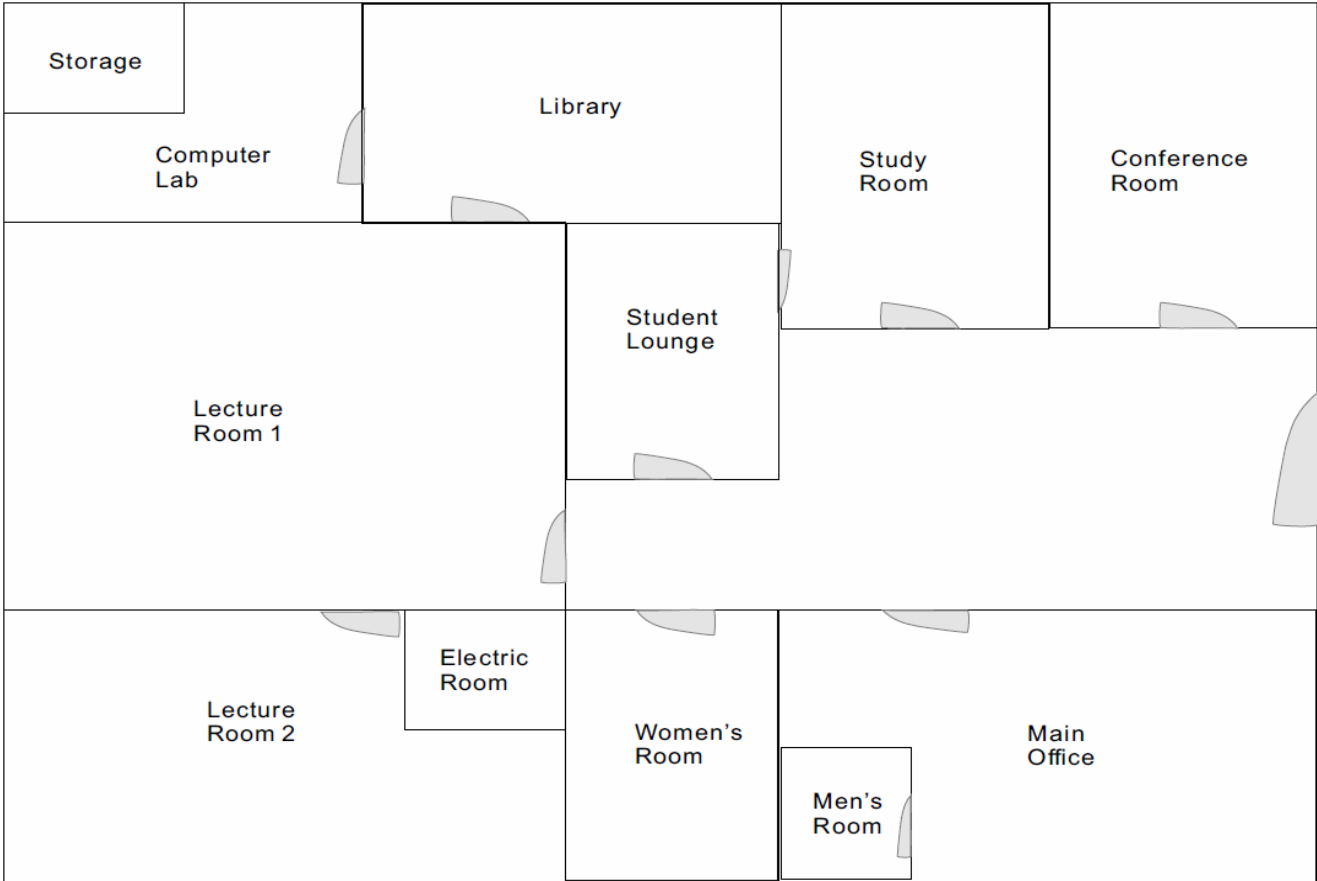 Storage
Library
Computer
Lab
Study
Room
Conference
Room
Student
Lounge
Lecture
Room 1
Electric
Room
Lecture
Room 2
Women’s
Room
Main
Office
Men’s
Room